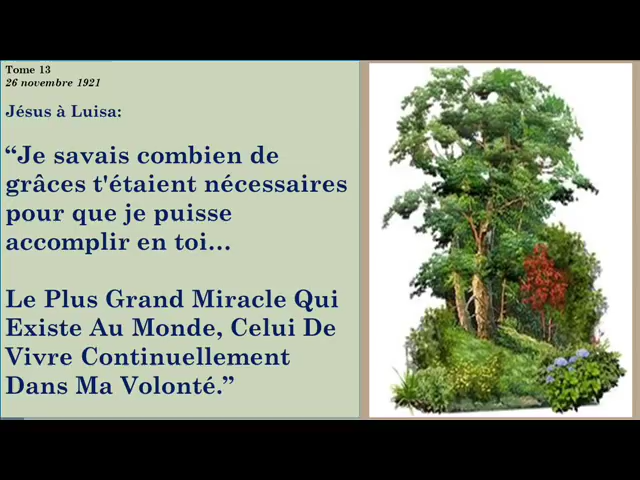 Tome 13
26 novembre 1921
Jésus à Luisa:
“Je savais combien de
grâces t'étaient nécessaires
pour que je puisse
accomplir en toi…
Le Plus Grand Miracle Qui
Existe Au Monde, Celui De
Vivre Continuellement
Dans Ma Volonté.”